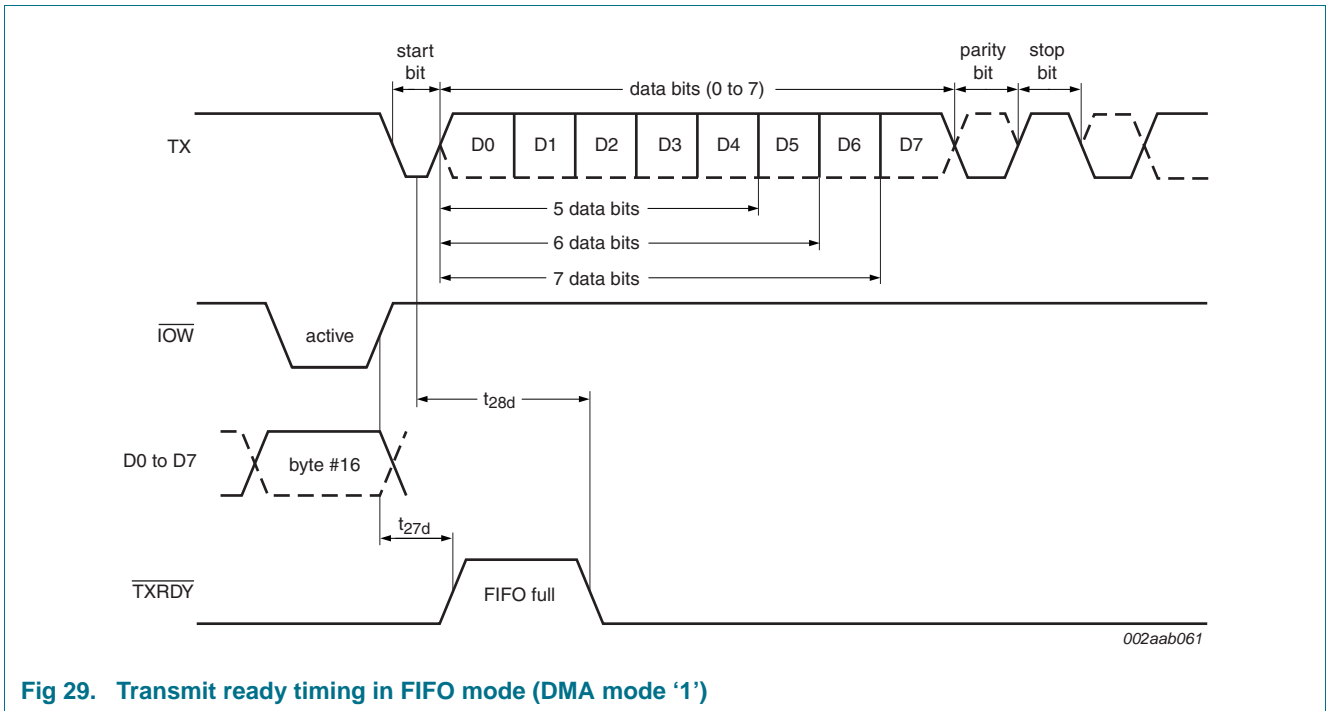 start
bit
data bits (0 to 7)
parity
bit
stop
bit
TX
D0 D1 D2 D3 D4 D5 D6 D7
5 data bits
6 data bits
7 data bits
IOW
active
t28d
D0 to D7
byte #16
t27d
TXRDY
FIFO full
002aab061
Fig 29. Transmit ready timing in FIFO mode (DMA mode ‘1’)